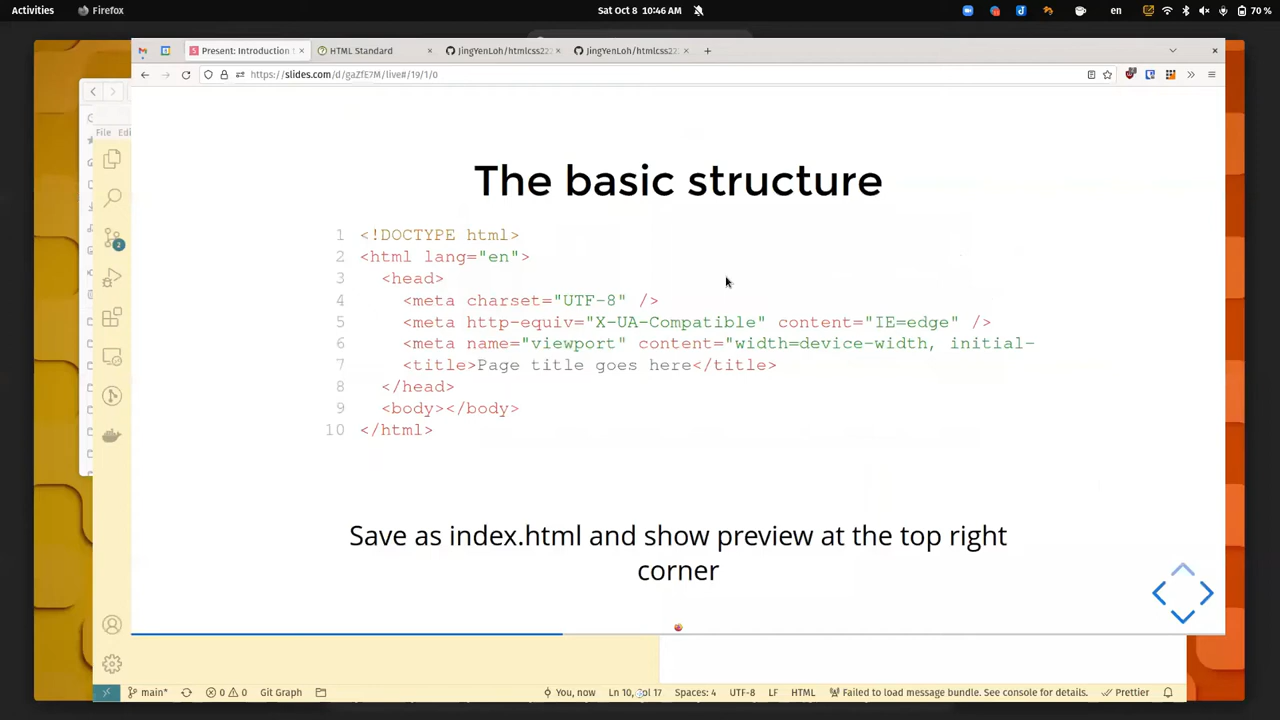 Activities
Firefox
Sat Oct 8 10:46 AM
en
70 %
Present: Introduction
HTML Standard
JingYenLoh/htmlcss22
JingYenLoh/htmlcss22
https://slides.com/d/gaZfE7M/live#/19/1/0
File Edi
2
The basic structure
1 <!DOCTYPE html>
2 <html lang="en">
3 <head>
4 <meta charset="UTF-8" />
5 <meta http-equiv="X-UA-Compatible" content="IE=edge" />
6 <meta name="viewport" content="width=device-width, initial-
7 <title>Page title goes here</title>
8 </head>
9 <body></body>
10 </html>
Save as index.html and show preview at the top right
corner
main*
0
0
Git Graph
You, now
Spaces: 4
UTF-8
LF
HTML
Failed to load message bundle. See console for details.
Prettier